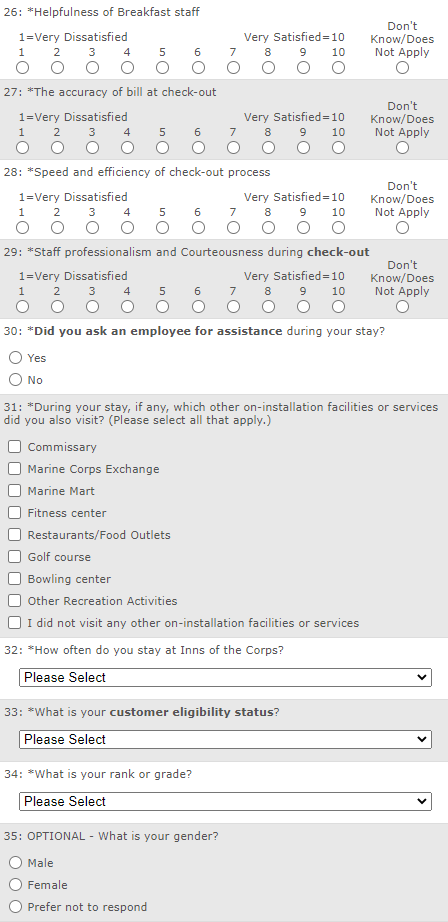 26: *Helpfulness of Breakfast staff
1=Very Dissatisfied Very Satisfied=10 Don't Know/Does Not Apply
1 2 3 4 5 6 7 8 9 10
27: *The accuracy of bill at check-out
1=Very Dissatisfied Very Satisfied=10 Don't Know/Does Not Apply
1 2 3 4 5 6 7 8 9 10
28: *Speed and efficiency of check-out process
1=Very Dissatisfied Very Satisfied=10 Don't Know/Does Not Apply
1 2 3 4 5 6 7 8 9 10
29: *Staff professionalism and Courteousness during check-out
1=Very Dissatisfied Very Satisfied=10 Don't Know/Does Not Apply
1 2 3 4 5 6 7 8 9 10
30: *Did you ask an employee for assistance during your stay?
Yes
No
31: *During your stay, if any, which other on-installation facilities or services
did you also visit? (Please select all that apply.)
Commissary
Marine Corps Exchange
Marine Mart
Fitness center
Restaurants/Food Outlets
Golf course
Bowling center
Other Recreation Activities
I did not visit any other on-installation facilities or services
32: *How often do you stay at Inns of the Corps?
Please Select
33: *What is your customer eligibility status?
Please Select
34: *What is your rank or grade?
Please Select
35: OPTIONAL - What is your gender?
Male
Female
Prefer not to respond